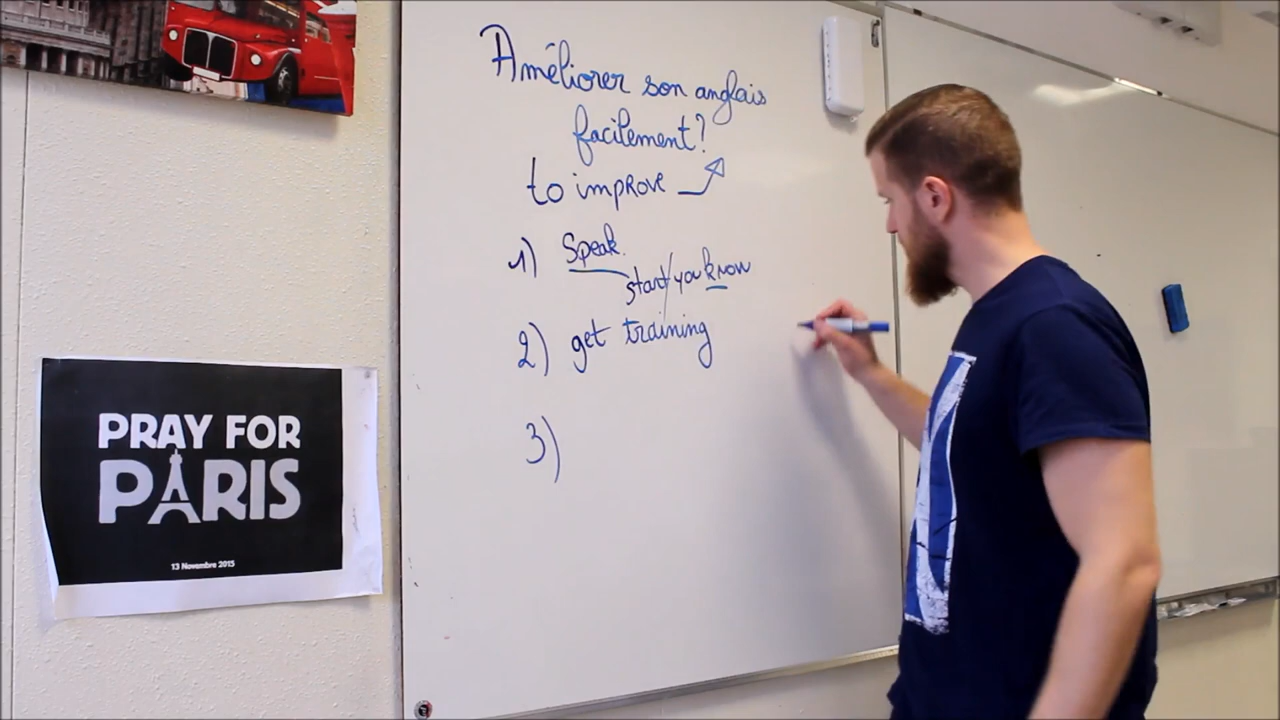 Améliorer son anglais
facilement?
to improve
1) Speak.
start/you know
2) get training
3)
PRAY FOR
PARIS
13 Novembre 2015